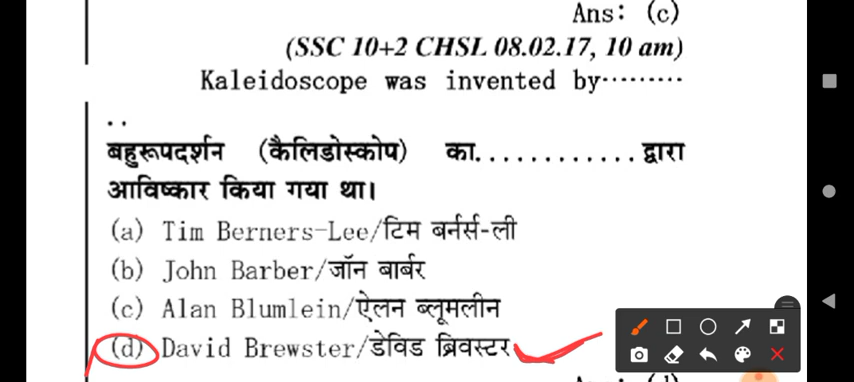 Ans: (c)
(SSC 10+2 CHSL 08.02.17, 10 am)
Kaleidoscope was invented by·········
..
बहुरूपदर्शन (कैलिडोस्कोप) का.............द्वारा
आविष्कार किया गया था।
(a) Tim Berners-Lee/टिम बर्नर्स-ली
(b) John Barber/जॉन बार्बर
(c) Alan Blumlein/ऐलन ब्लूमलीन
(d) David Brewster/डेविड ब्रिवस्टर